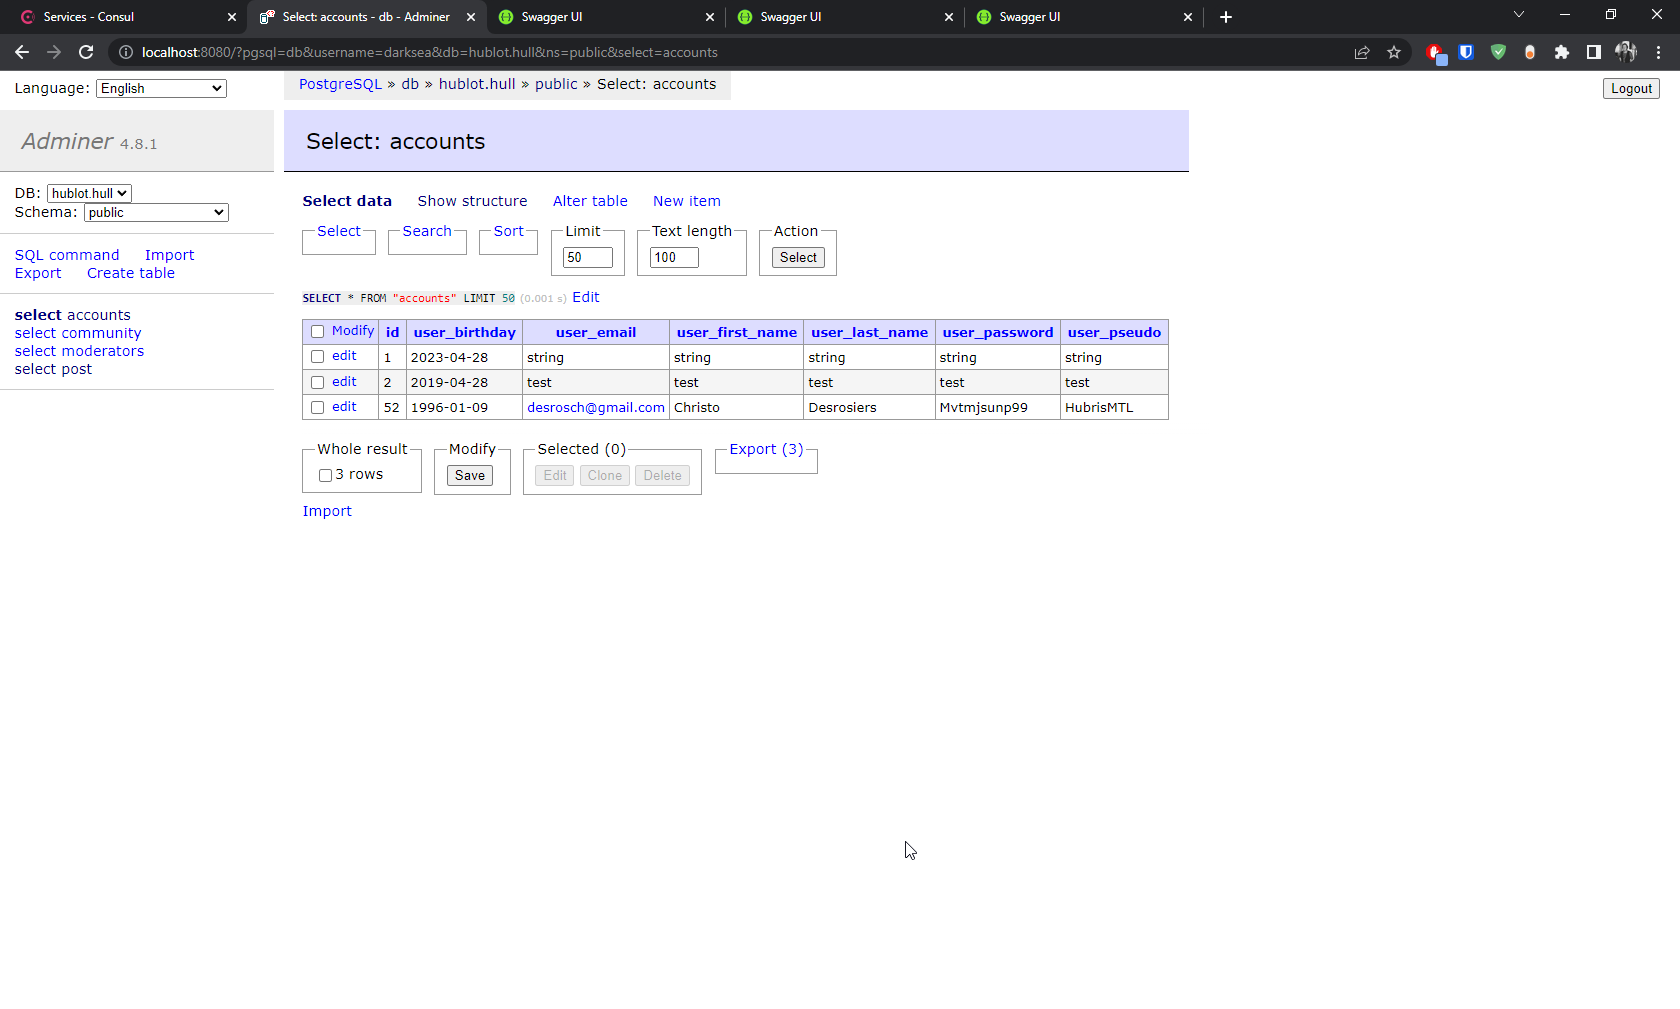 Services - Consul
Select: accounts - db - Adminer
Swagger UI
Swagger UI
Swagger UI
localhost:8080/?pgsql=db&username=darksea&db=hublot.hull&ns=public&select=accounts
Language: English
PostgreSQL » db » hublot.hull » public » Select: accounts
Logout
Adminer 4.8.1
Select: accounts
DB: hublot.hull
Schema: public
SQL command Import
Export Create table
select accounts
select community
select moderators
select post
Select data Show structure Alter table New item
Select Search Sort Limit Text length Action
50 100 Select
SELECT * FROM "accounts" LIMIT 50 (0.001 s) Edit
Modify id user_birthday user_email user_first_name user_last_name user_password user_pseudo
edit 1 2023-04-28 string string string string string
edit 2 2019-04-28 test test test test test
edit 52 1996-01-09 desrosch@gmail.com Christo Desrosiers Mvtmjsunp99 HubrisMTL
Whole result Modify Selected (0) Export (3)
3 rows Save Edit Clone Delete
Import